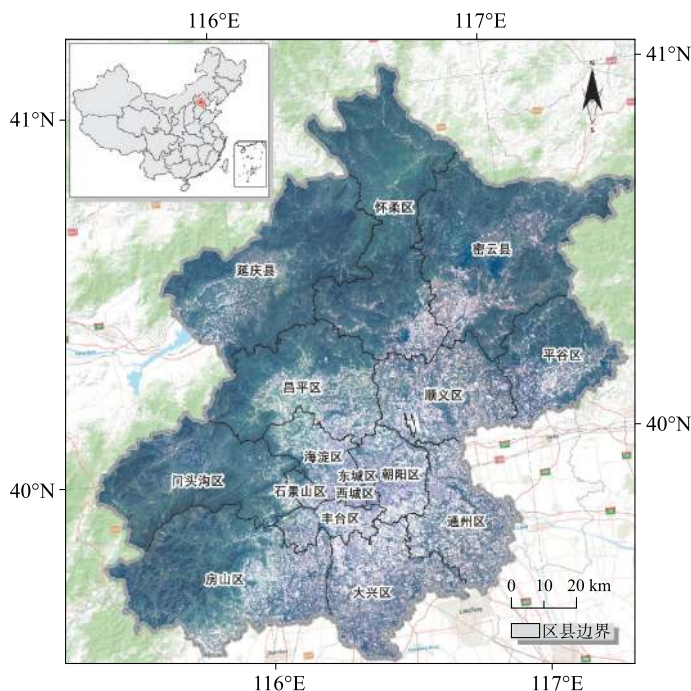 116°E
117°E
41°N
41°N
N
S
怀柔区
密云县
延庆县
平谷区
昌平区
顺义区
40°N
海淀区
东城区
朝阳区
门头沟区
40°N
石景山区
西城区
丰台区
通州区
房山区
大兴区
0 10 20 km
区县边界
116°E
117°E